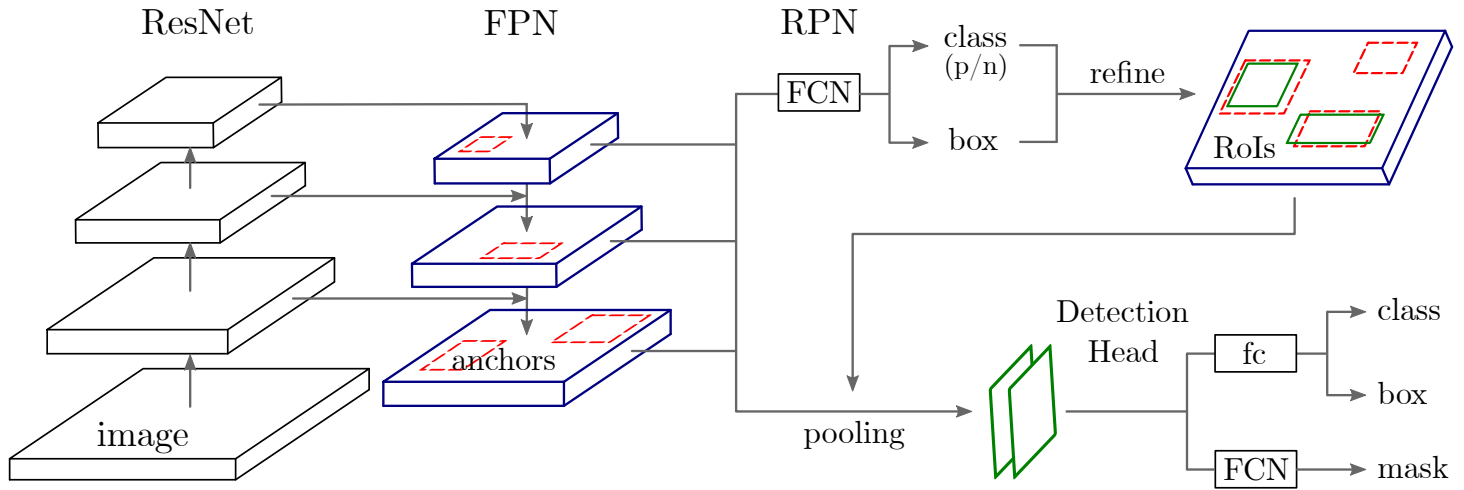 ResNet
FPN
RPN
class
(p/n)
FCN
box
refine
RoIs
anchors
image
pooling
Detection
Head
fc
class
box
FCN
mask